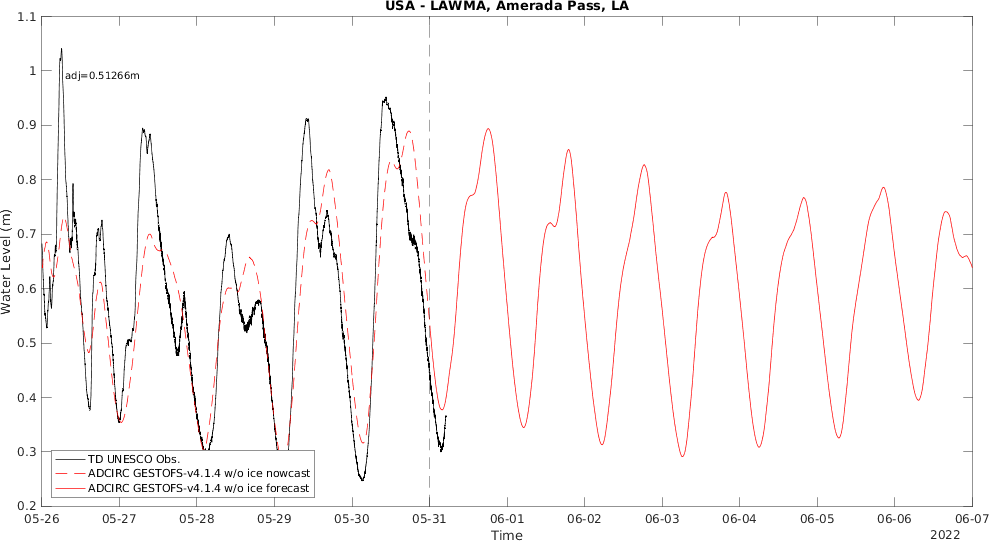 USA - LAWMA, Amerada Pass, LA
1.1
1
0.9
0.8
0.7
0.6
0.5
0.4
0.3
0.2
Water Level (m)
adj=0.51266m
TD UNESCO Obs.
ADCIRC GESTOFS-v4.1.4 w/o ice nowcast
ADCIRC GESTOFS-v4.1.4 w/o ice forecast
05-26 05-27 05-28 05-29 05-30 05-31 06-01 06-02 06-03 06-04 06-05 06-06 06-07
Time
2022